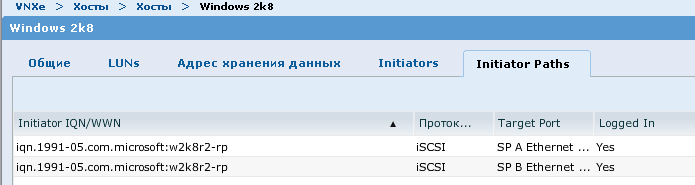 VNXe > Хосты > Хосты > Windows 2k8
Windows 2k8
Общие LUNs Адрес хранения данных Initiators Initiator Paths
Initiator IQN/WWN ▲ Проток... Target Port Logged In
iqn.1991-05.com.microsoft:w2k8r2-rp iSCSI SP A Ethernet ... Yes
iqn.1991-05.com.microsoft:w2k8r2-rp iSCSI SP B Ethernet ... Yes